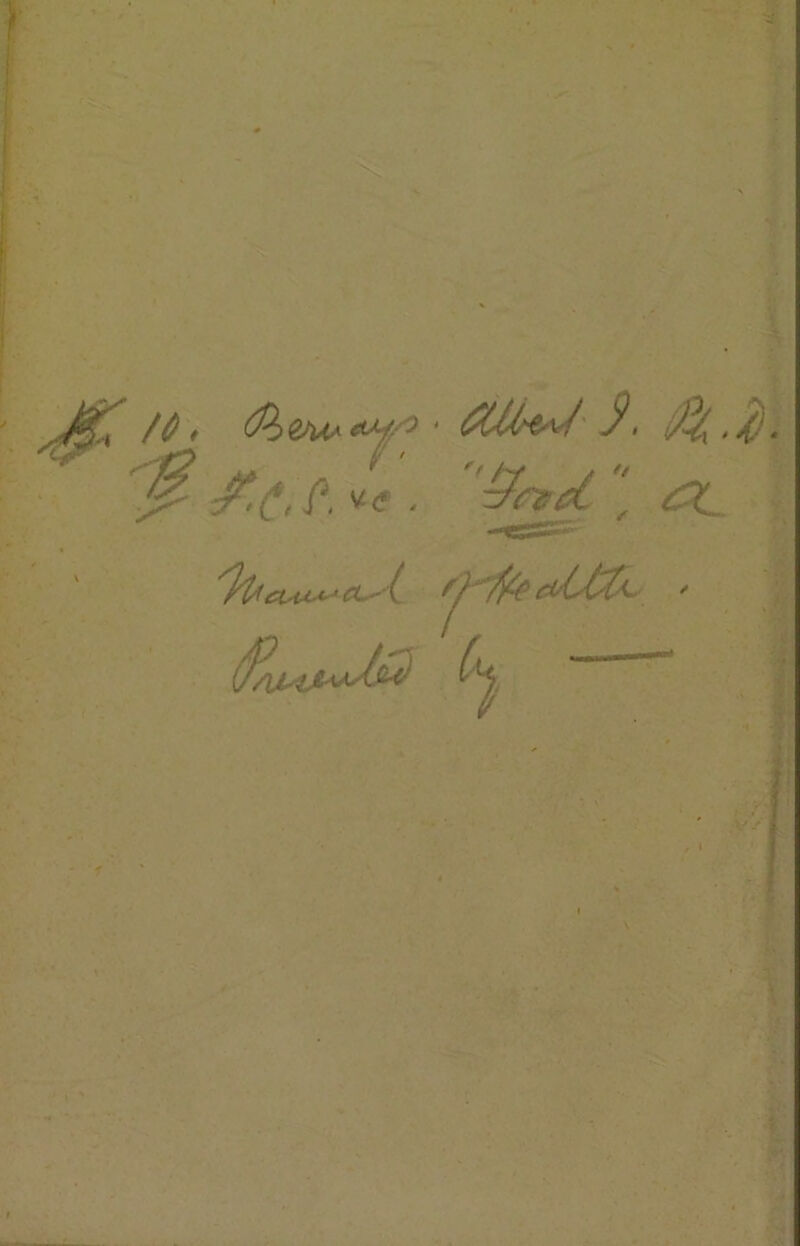 10. Bernays. Albert J. Ph.D.
F.C.S. &c. "Food", a
Manual of Health.
Presented by —